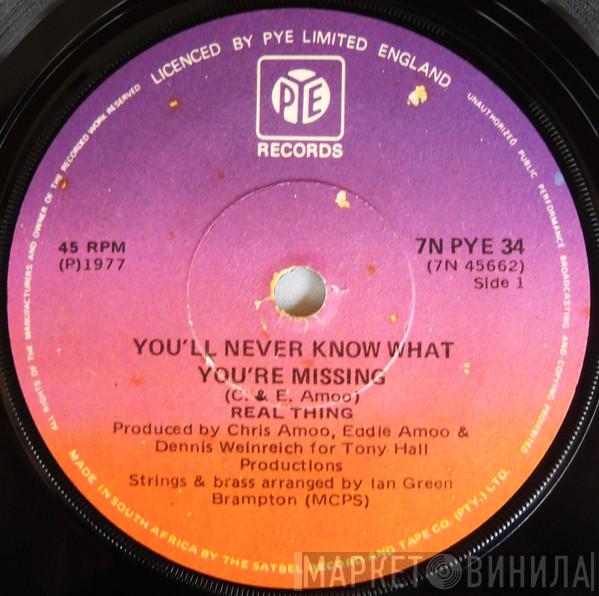 LICENCED BY PYE LIMITED ENGLAND
ALL RIGHTS OF THE MANUFACTURERS AND OWNER OF THE RECORDED WORK RESERVED
UNAUTHORIZED PUBLIC PERFORMANCE BROADCASTING AND COPYING PROHIBITED
PYE
RECORDS
45 RPM
(P)1977
7N PYE 34
(7N 45662)
Side 1
YOU'LL NEVER KNOW WHAT
YOU'RE MISSING
(C. & E. Amoo)
REAL THING
Produced by Chris Amoo, Eddie Amoo &
Dennis Weinreich for Tony Hall
Productions
Strings & brass arranged by Ian Green
Brampton (MCPS)
MADE IN SOUTH AFRICA BY THE SATBEL RECORD AND TAPE CO. (PTY.) LTD.
МАРКЕТ ВИНИЛА